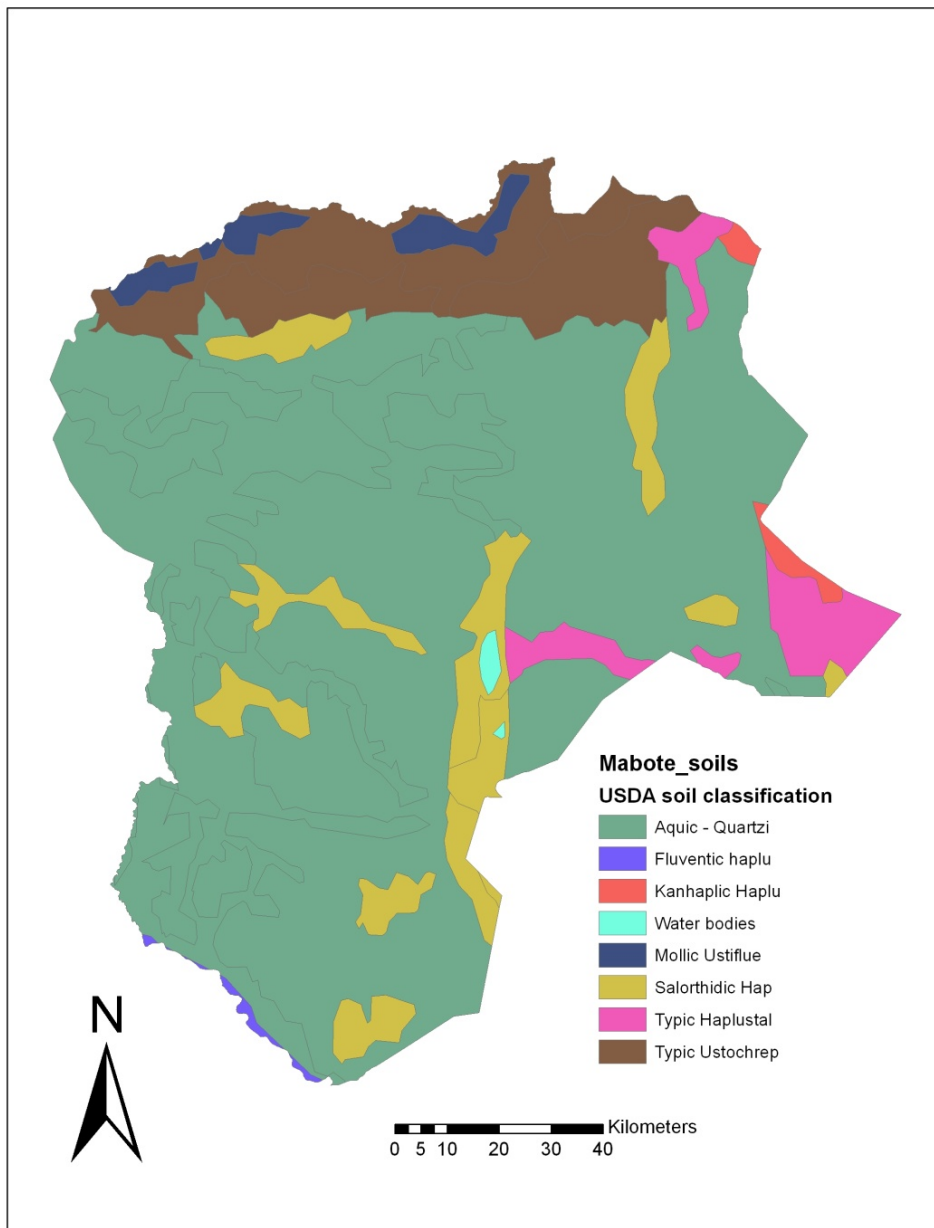 Mabote_soils
USDA soil classification
Aquic - Quartzi
Fluventic haplu
Kanhaplic Haplu
Water bodies
Mollic Ustiflue
Salorthidic Hap
Typic Haplustal
Typic Ustochrep
N
Kilometers
0 5 10 20 30 40